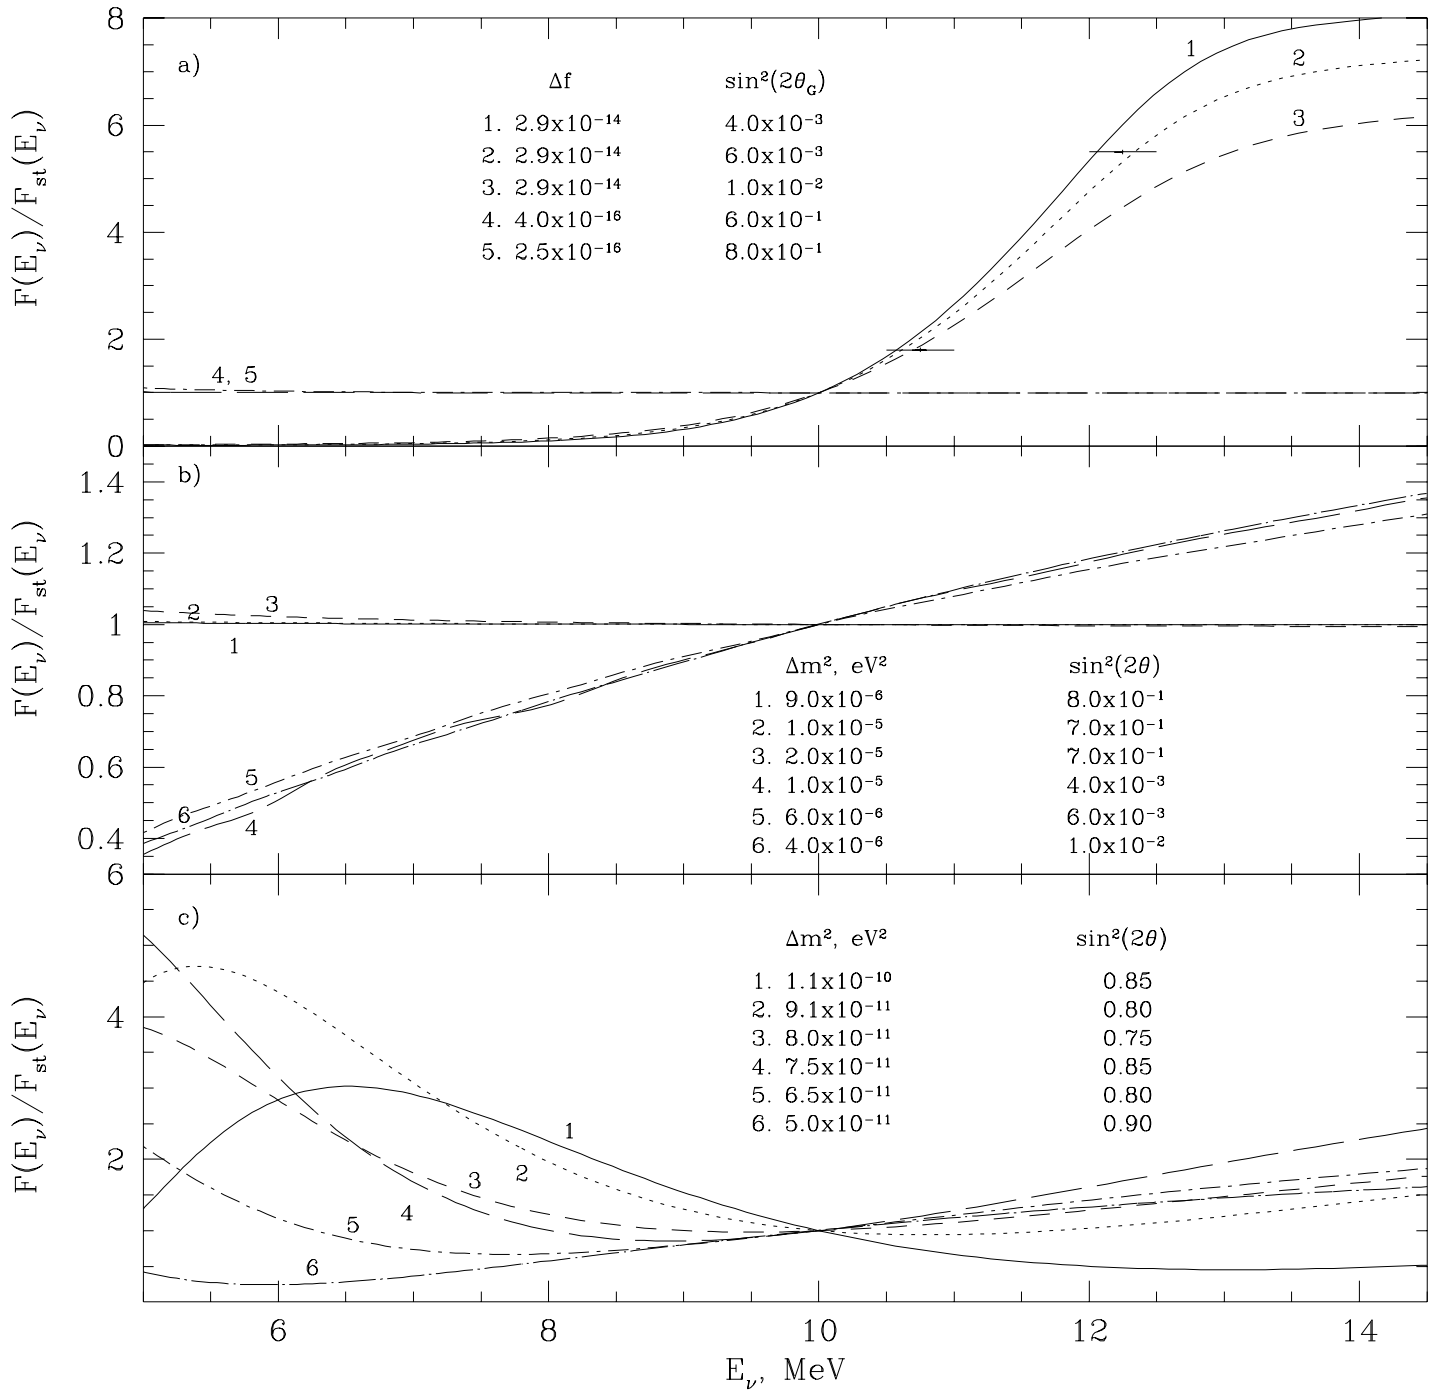 8
a)
Δf sin²(2θ_G)
1. 2.9x10⁻¹⁴ 4.0x10⁻³
2. 2.9x10⁻¹⁴ 6.0x10⁻³
3. 2.9x10⁻¹⁴ 1.0x10⁻²
4. 4.0x10⁻¹⁶ 6.0x10⁻¹
5. 2.5x10⁻¹⁶ 8.0x10⁻¹
1
2
3
6
4
2
0
4, 5
F(E_ν)/F_st(E_ν)
b)
1.4
1.2
1
0.8
0.6
0.4
2
3
1
5
6
4
Δm², eV² sin²(2θ)
1. 9.0x10⁻⁶ 8.0x10⁻¹
2. 1.0x10⁻⁵ 7.0x10⁻¹
3. 2.0x10⁻⁵ 7.0x10⁻¹
4. 1.0x10⁻⁵ 4.0x10⁻³
5. 6.0x10⁻⁶ 6.0x10⁻³
6. 4.0x10⁻⁶ 1.0x10⁻²
F(E_ν)/F_st(E_ν)
6
c)
4
2
Δm², eV² sin²(2θ)
1. 1.1x10⁻¹⁰ 0.85
2. 9.1x10⁻¹¹ 0.80
3. 8.0x10⁻¹¹ 0.75
4. 7.5x10⁻¹¹ 0.85
5. 6.5x10⁻¹¹ 0.80
6. 5.0x10⁻¹¹ 0.90
1
2
3
4
5
6
F(E_ν)/F_st(E_ν)
6 8 10 12 14
E_ν, MeV